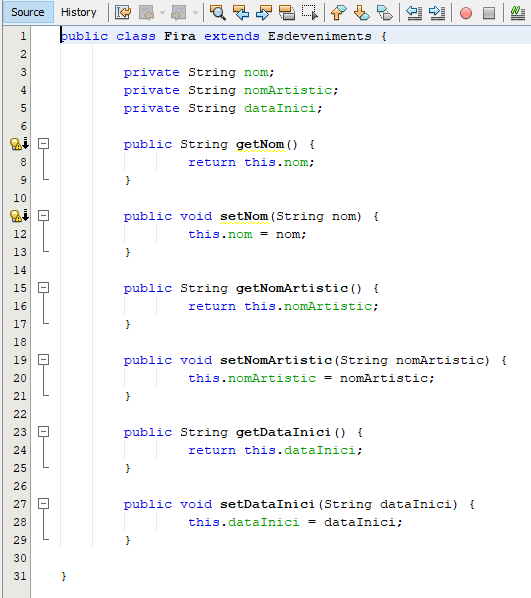 Source History
1 public class Fira extends Esdeveniments {
2
3 private String nom;
4 private String nomArtistic;
5 private String dataInici;
6
public String getNom() {
8 return this.nom;
9 }
10
public void setNom(String nom) {
12 this.nom = nom;
13 }
14
15 public String getNomArtistic() {
16 return this.nomArtistic;
17 }
18
19 public void setNomArtistic(String nomArtistic) {
20 this.nomArtistic = nomArtistic;
21 }
22
23 public String getDataInici() {
24 return this.dataInici;
25 }
26
27 public void setDataInici(String dataInici) {
28 this.dataInici = dataInici;
29 }
30
31 }